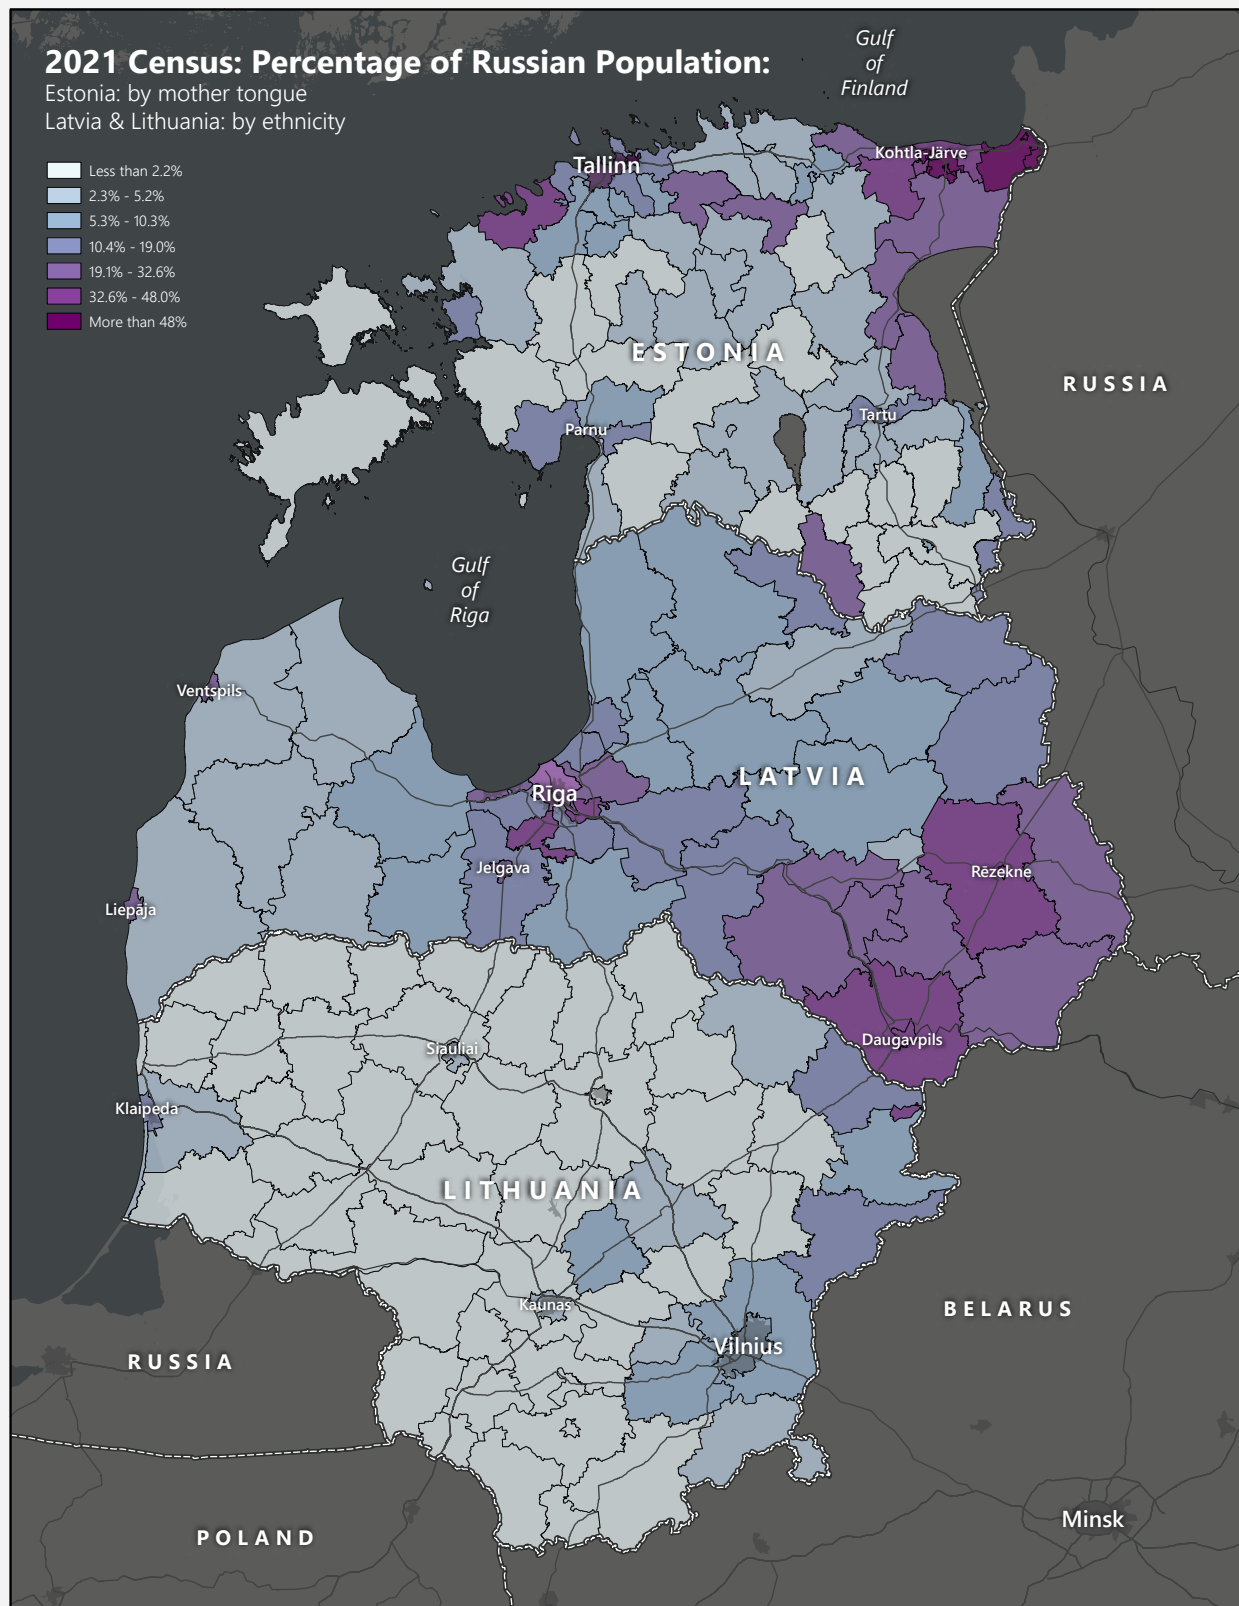 2021 Census: Percentage of Russian Population:
Estonia: by mother tongue
Latvia & Lithuania: by ethnicity
Less than 2.2%
2.3% - 5.2%
5.3% - 10.3%
10.4% - 19.0%
19.1% - 32.6%
32.6% - 48.0%
More than 48%
Gulf
of
Finland
Tallinn
Kohtla-Järve
ESTONIA
RUSSIA
Tartu
Parnu
Gulf
of
Riga
Ventspils
LATVIA
Rīga
Jelgava
Rēzekne
Liepāja
Daugavpils
Siauliai
Klaipeda
LITHUANIA
Kaunas
BELARUS
Vilnius
RUSSIA
POLAND
Minsk